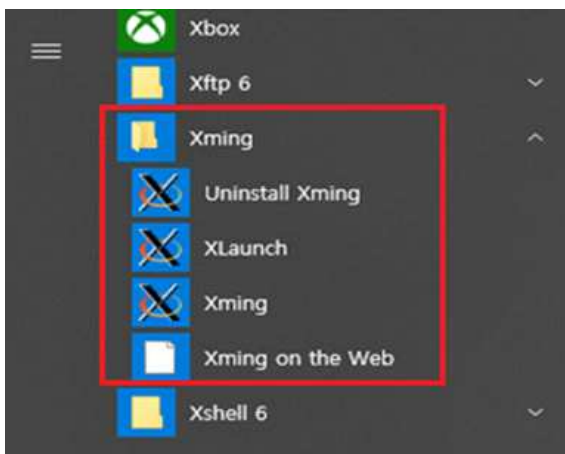 Xbox
Xftp 6
Xming
Uninstall Xming
XLaunch
Xming
Xming on the Web
Xshell 6